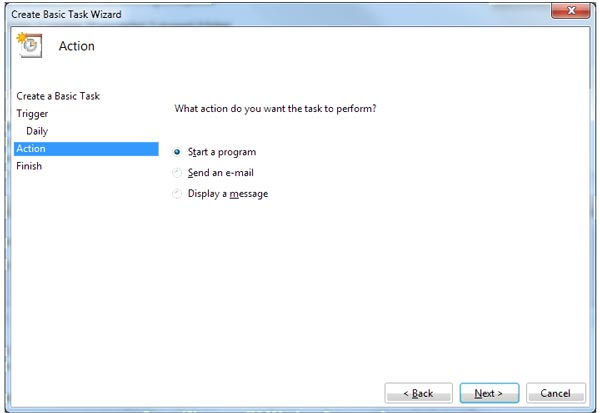 Create Basic Task Wizard
Action
Create a Basic Task
Trigger
Daily
Action
Finish
What action do you want the task to perform?
Start a program
Send an e-mail
Display a message
< Back
Next >
Cancel